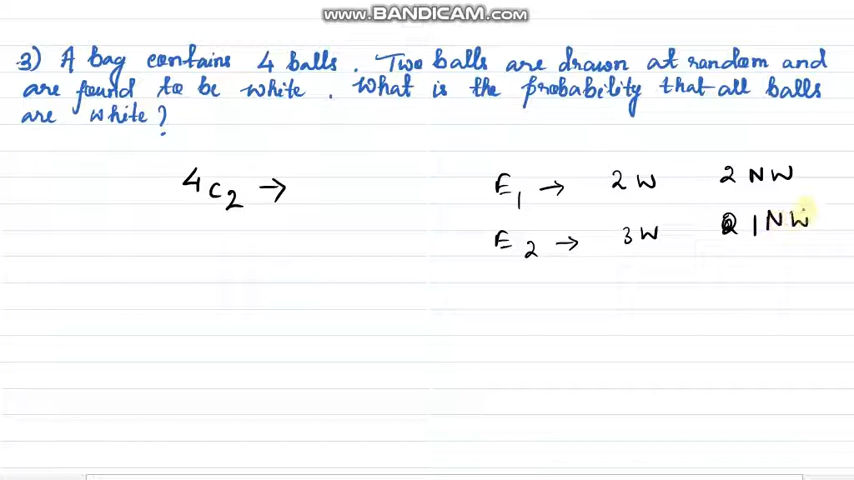 www.BANDICAM.com
3) A bag contains 4 balls. Two balls are drawn at random and
are found to be white. What is the probability that all balls
are white?
4C2 →
E1 → 2W 2NW
E2 → 3W 1NW